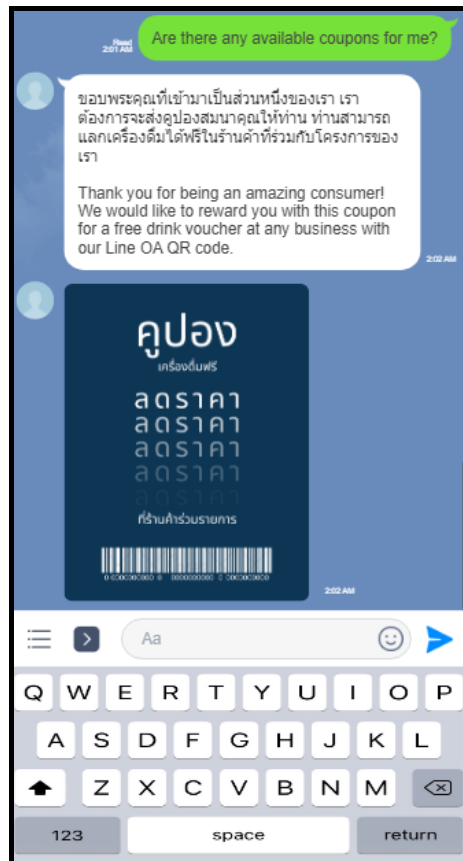 Are there any available coupons for me?
Read
2:01 AM
ขอบพระคุณที่เข้ามาเป็นส่วนหนึ่งของเรา เรา
ต้องการจะส่งคูปองสมนาคุณให้ท่าน ท่านสามารถ
แลกเครื่องดื่มได้ฟรีในร้านค้าที่ร่วมกับโครงการของ
เรา
Thank you for being an amazing consumer!
We would like to reward you with this coupon
for a free drink voucher at any business with
our Line OA QR code.
2:02 AM
คูปอง
เครื่องดื่มฟรี
ลดราคา
ลดราคา
ลดราคา
ลดราคา
ลดราคา
ที่ร้านค้าร่วมรายการ
2:02 AM
Aa
Q W E R T Y U I O P
A S D F G H J K L
Z X C V B N M
123 space return